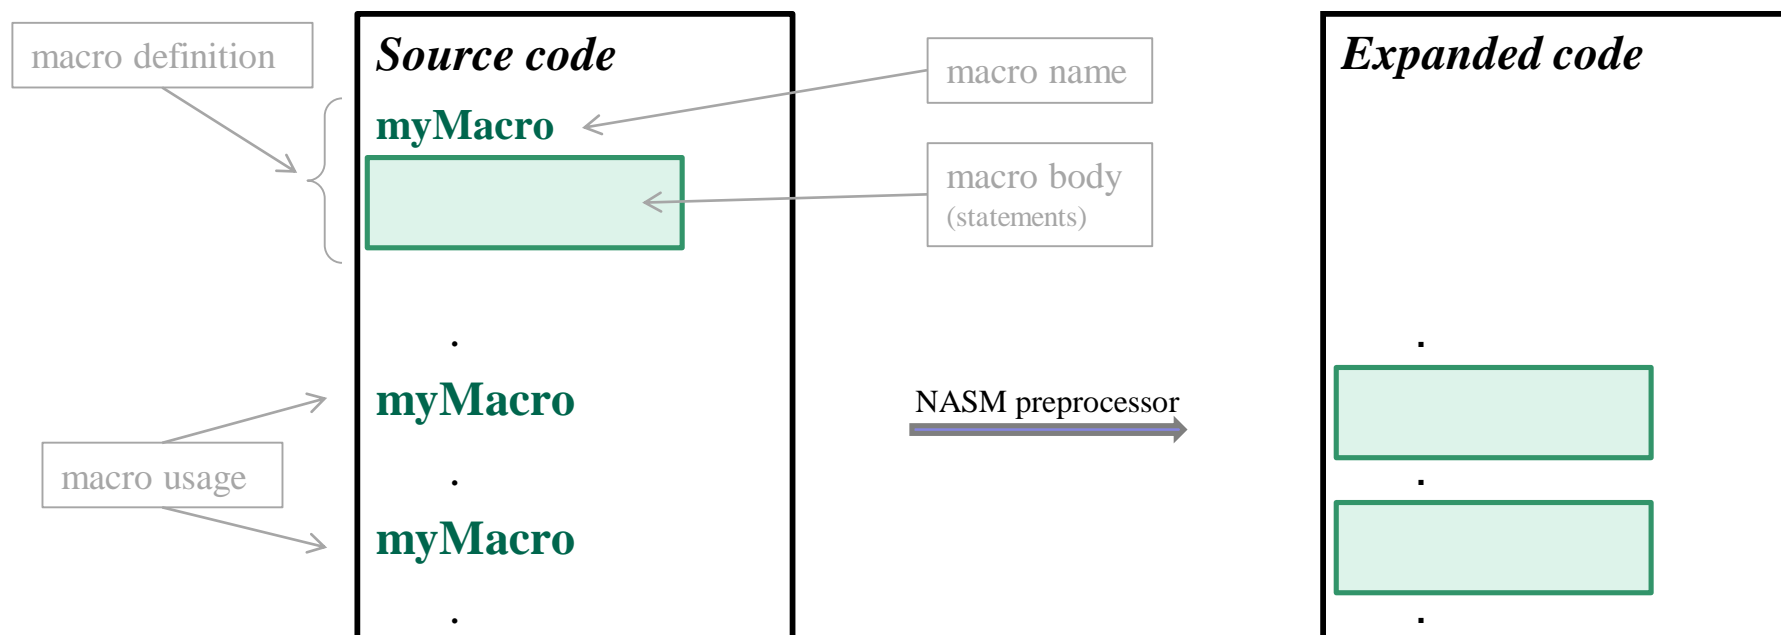 macro definition
Source code
macro name
Expanded code
myMacro
macro body
(statements)
.
.
myMacro
NASM preprocessor
macro usage
.
.
myMacro
.
.